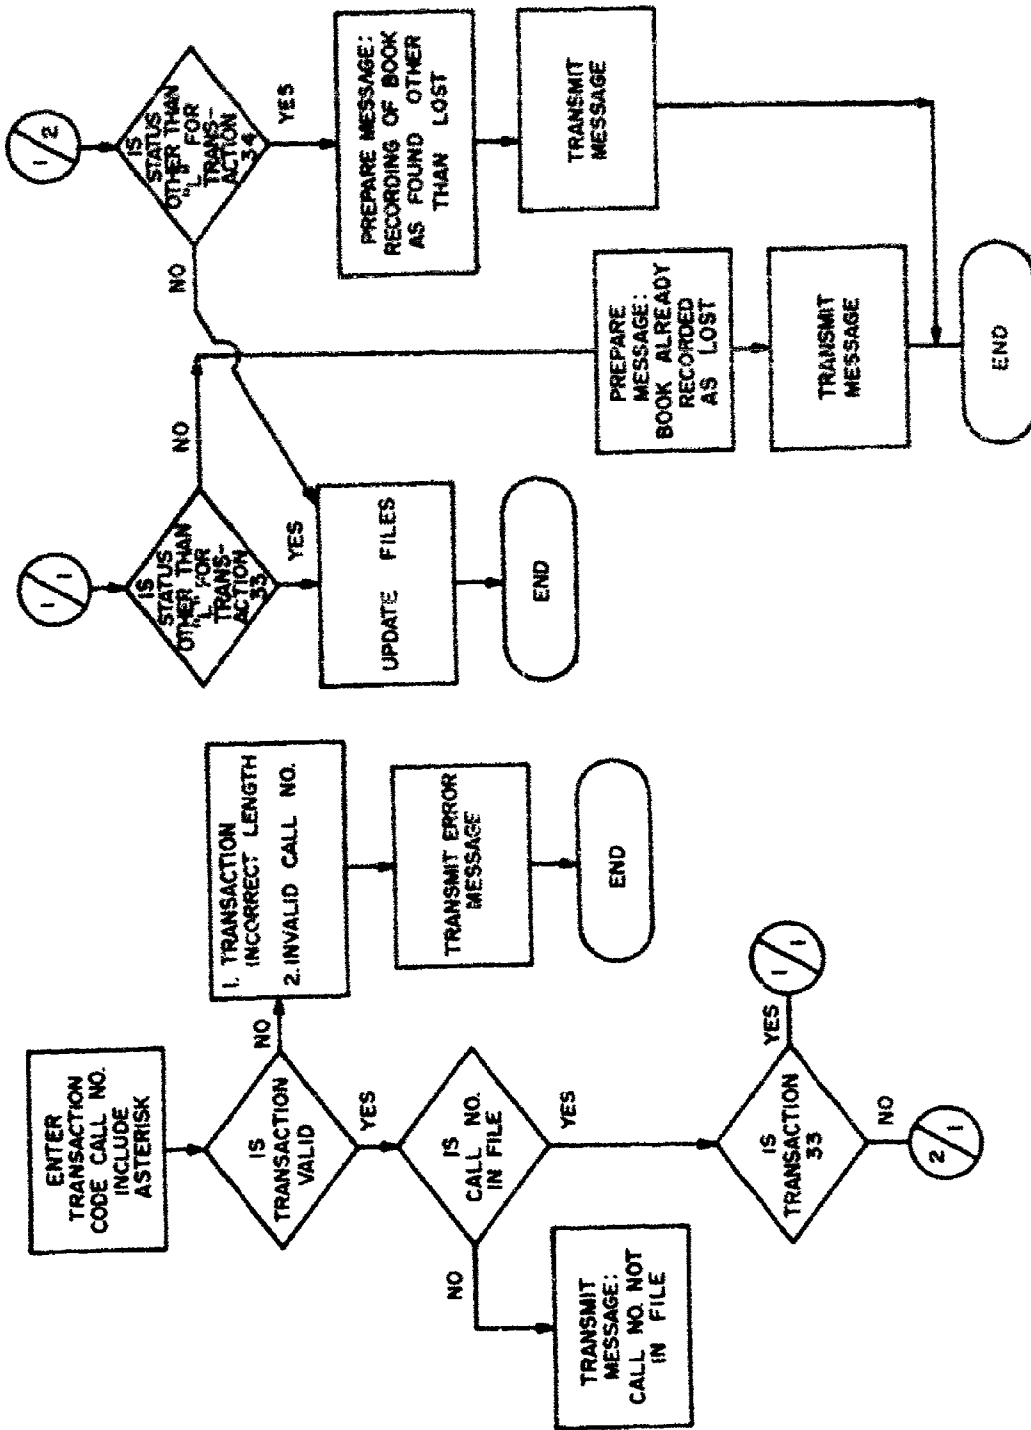 ENTER
TRANSACTION
CODE CALL NO.
INCLUDE
ASTERISK
IS
TRANSACTION
VALID
NO
1. TRANSACTION
INCORRECT LENGTH
2. INVALID CALL NO.
TRANSMIT ERROR
MESSAGE
END
YES
IS
CALL NO.
IN FILE
NO
TRANSMIT
MESSAGE:
CALL NO. NOT
IN FILE
YES
IS
TRANSACTION
33
YES
1/1
NO
2/1
1/1
IS
STATUS
OTHER THAN
"L" FOR
TRANS-
ACTION
33
NO
YES
UPDATE FILES
END
1/2
IS
STATUS
OTHER THAN
"L" FOR
TRANS-
ACTION
34
NO
YES
PREPARE MESSAGE:
RECORDING OF BOOK
AS FOUND OTHER
THAN LOST
TRANSMIT
MESSAGE
PREPARE
MESSAGE:
BOOK ALREADY
RECORDED
AS LOST
TRANSMIT
MESSAGE
END